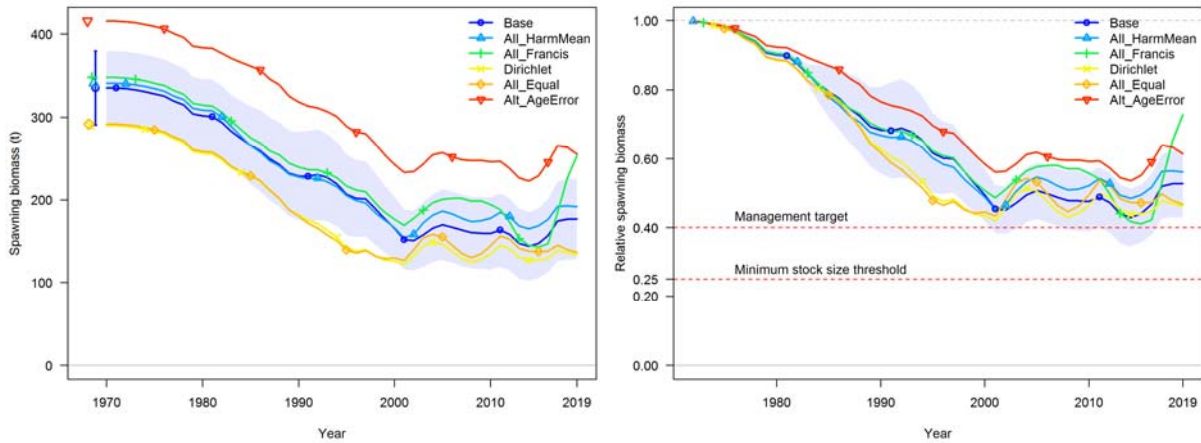 Spawning biomass (t)
400
300
200
100
0
1970
1980
1990
2000
2010
2019
Year
Base
All_HarmMean
All_Francis
Dirichlet
All_Equal
Alt_AgeError
Relative spawning biomass
1.00
0.80
0.60
0.40
0.25
0.20
0.00
Management target
Minimum stock size threshold
1980
1990
2000
2010
2019
Year
Base
All_HarmMean
All_Francis
Dirichlet
All_Equal
Alt_AgeError